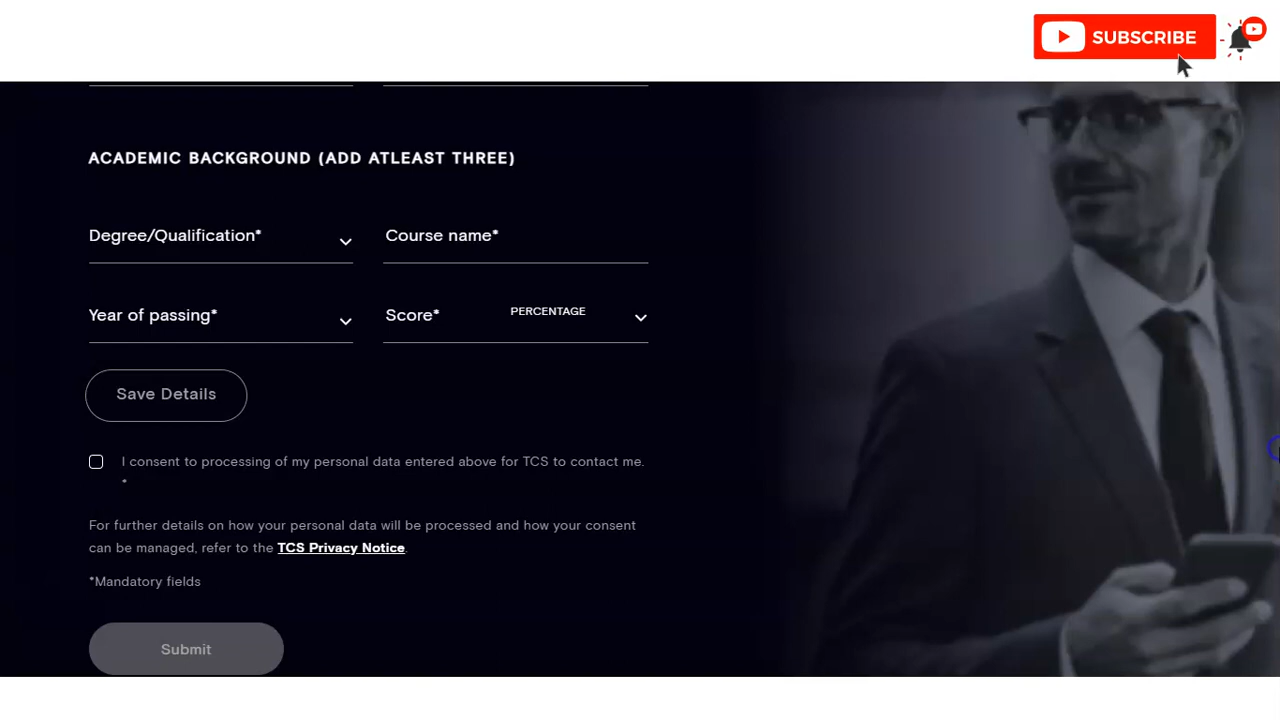 SUBSCRIBE
ACADEMIC BACKGROUND (ADD ATLEAST THREE)
Degree/Qualification*
Course name*
Year of passing*
Score*
PERCENTAGE
Save Details
I consent to processing of my personal data entered above for TCS to contact me.
*
For further details on how your personal data will be processed and how your consent
can be managed, refer to the TCS Privacy Notice.
*Mandatory fields
Submit